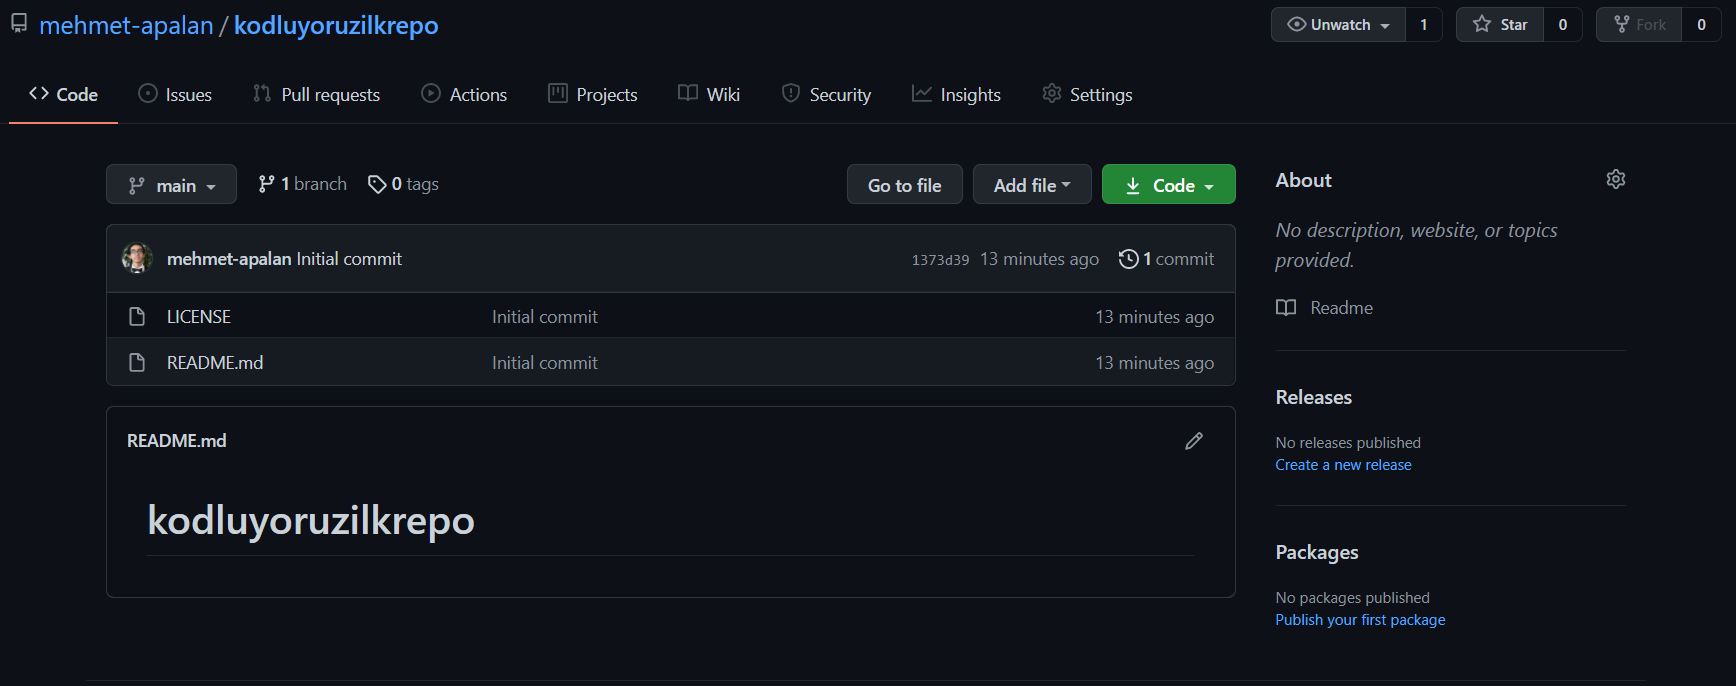 mehmet-apalan / kodluyoruzilkrepo
Unwatch 1 Star 0 Fork 0
Code Issues Pull requests Actions Projects Wiki Security Insights Settings
main 1 branch 0 tags Go to file Add file Code
mehmet-apalan Initial commit 1373d39 13 minutes ago 1 commit
LICENSE Initial commit 13 minutes ago
README.md Initial commit 13 minutes ago
README.md
kodluyoruzilkrepo
About
No description, website, or topics
provided.
Readme
Releases
No releases published
Create a new release
Packages
No packages published
Publish your first package